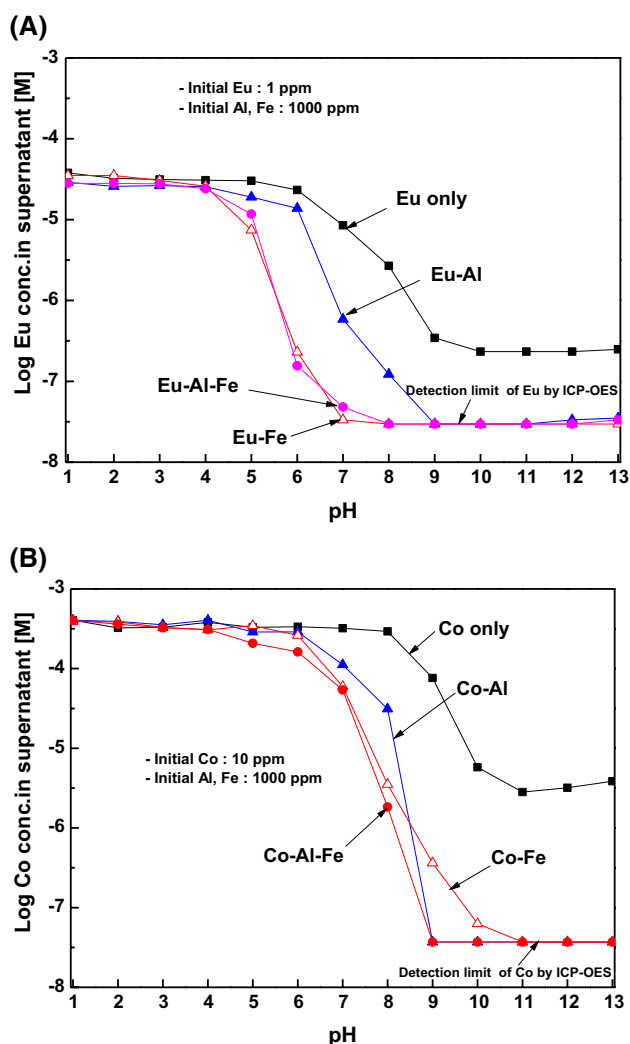 (A)
Log Eu conc.in supernatant [M]
-3
-4
-5
-6
-7
-8
- Initial Eu : 1 ppm
- Initial Al, Fe : 1000 ppm
Eu only
Eu-Al
Eu-Al-Fe
Eu-Fe
Detection limit of Eu by ICP-OES
1 2 3 4 5 6 7 8 9 10 11 12 13
pH
(B)
Log Co conc.in supernatant [M]
-3
-4
-5
-6
-7
-8
Co only
Co-Al
- Initial Co : 10 ppm
- Initial Al, Fe : 1000 ppm
Co-Al-Fe
Co-Fe
Detection limit of Co by ICP-OES
1 2 3 4 5 6 7 8 9 10 11 12 13
pH